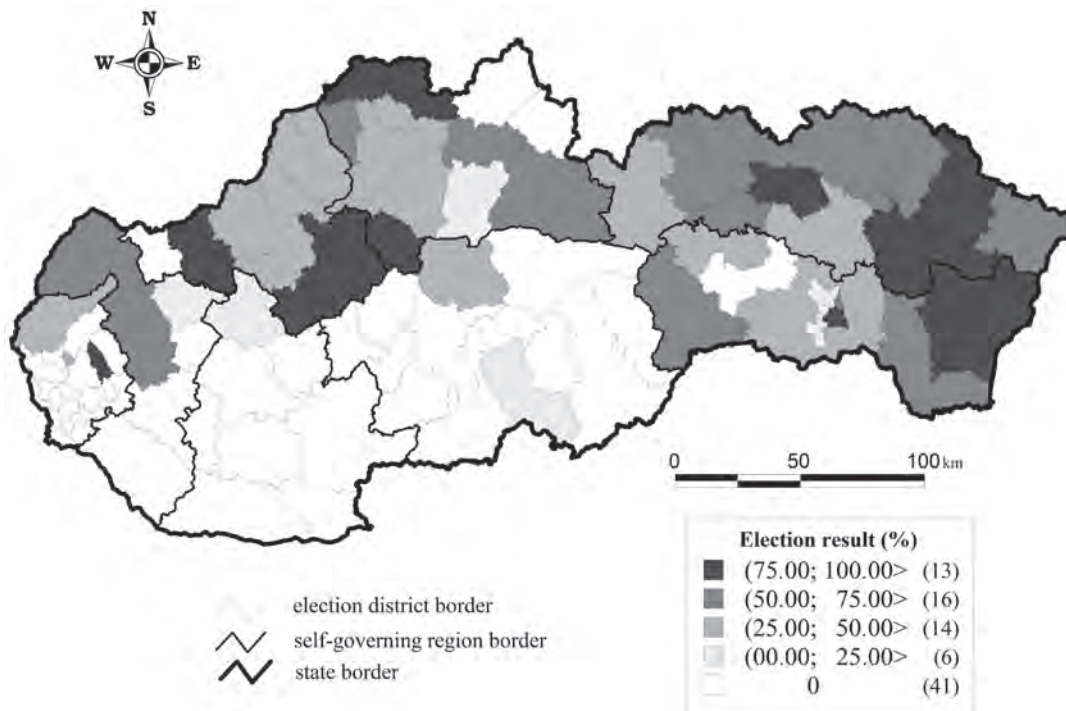 N
W E
S
0 50 100 km
Election result (%)
(75.00; 100.00> (13)
(50.00; 75.00> (16)
(25.00; 50.00> (14)
(00.00; 25.00> (6)
0 (41)
election district border
self-governing region border
state border